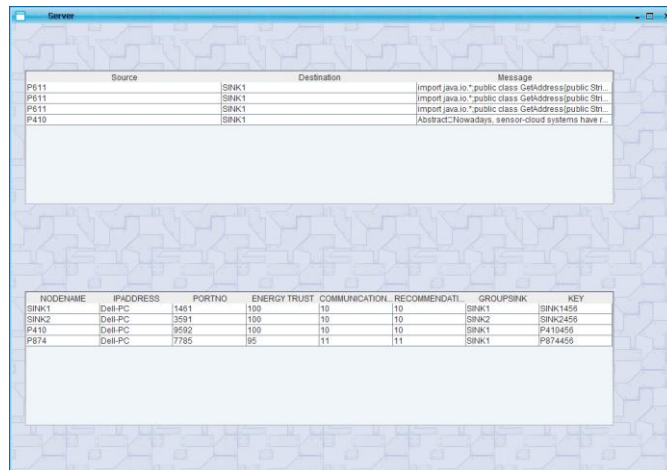 Server
Source Destination Message
P611 SINK1 import java.io.*;public class GetAddress{public Stri...
P611 SINK1 import java.io.*;public class GetAddress{public Stri...
P611 SINK1 import java.io.*;public class GetAddress{public Stri...
P410 SINK1 Abstract□Nowadays, sensor-cloud systems have r...
NODENAME IPADDRESS PORTNO ENERGY TRUST COMMUNICATION... RECOMMENDATI... GROUPSINK KEY
SINK1 Dell-PC 1461 100 10 10 SINK1 SINK1456
SINK2 Dell-PC 3591 100 10 10 SINK2 SINK2456
P410 Dell-PC 9592 100 10 10 SINK1 P410456
P874 Dell-PC 7785 95 11 11 SINK1 P874456